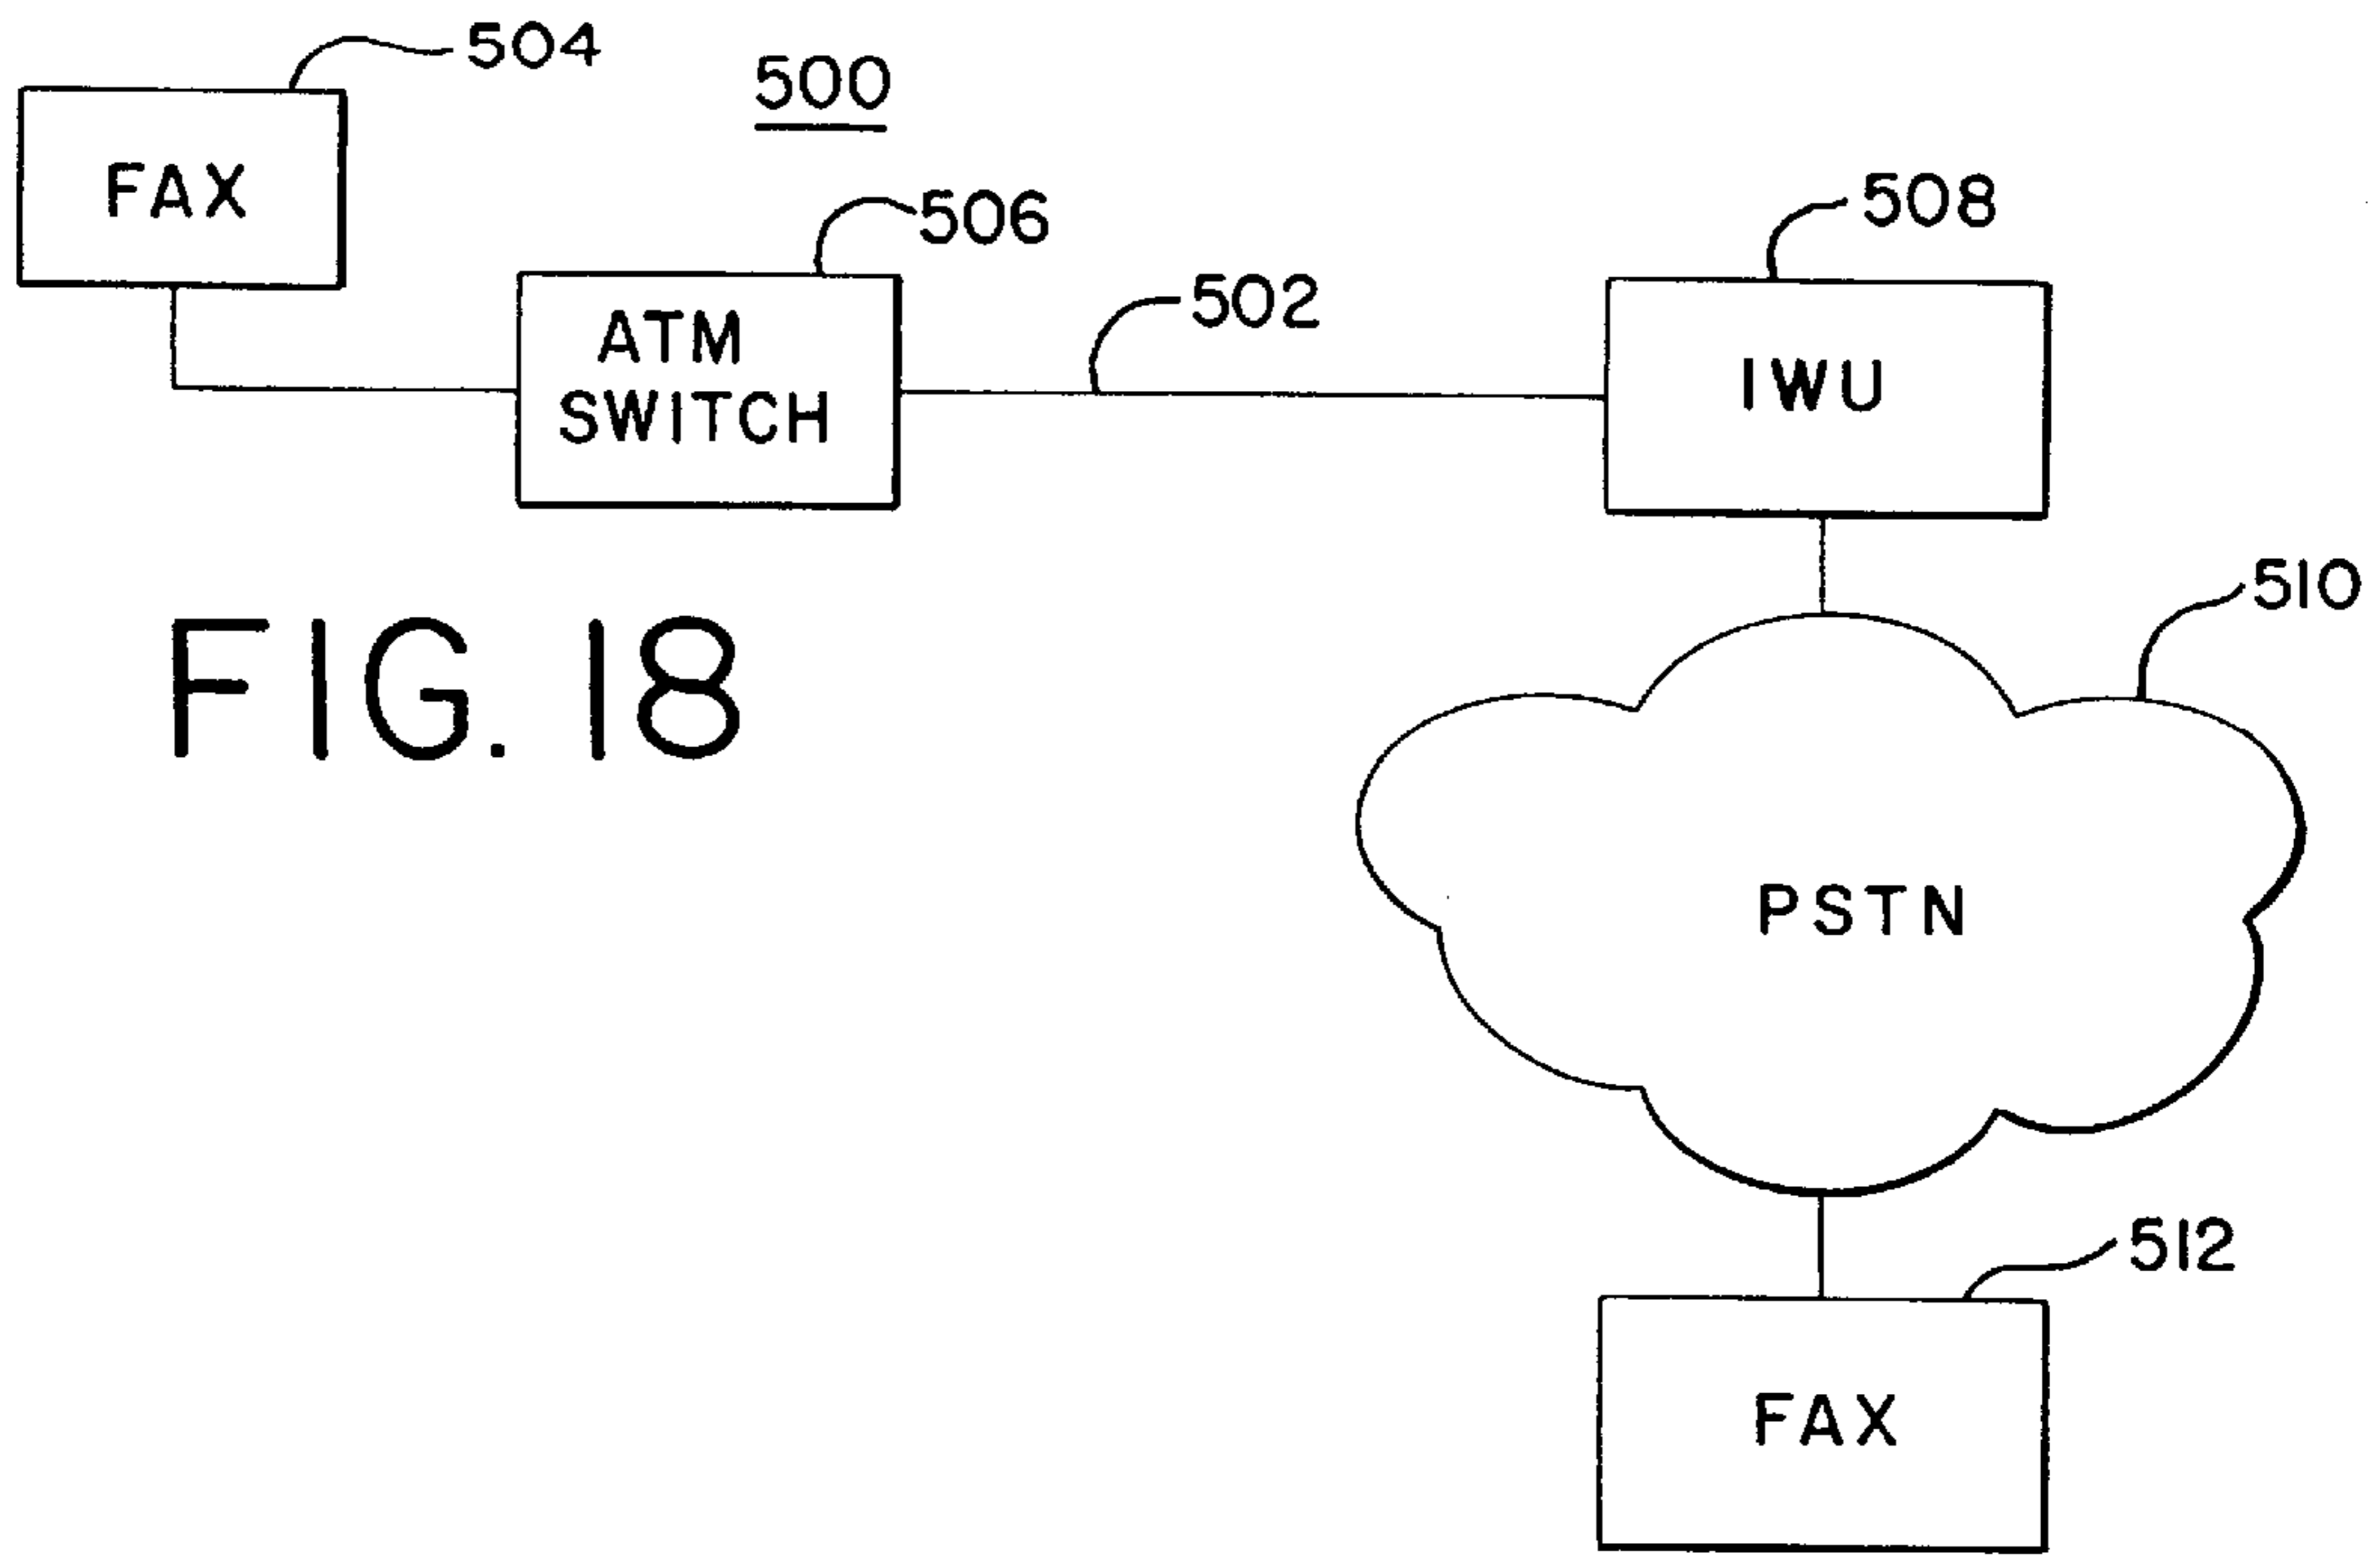 504
500
FAX
506
508
ATM
SWITCH
502
IWU
510
FIG. 18
PSTN
512
FAX